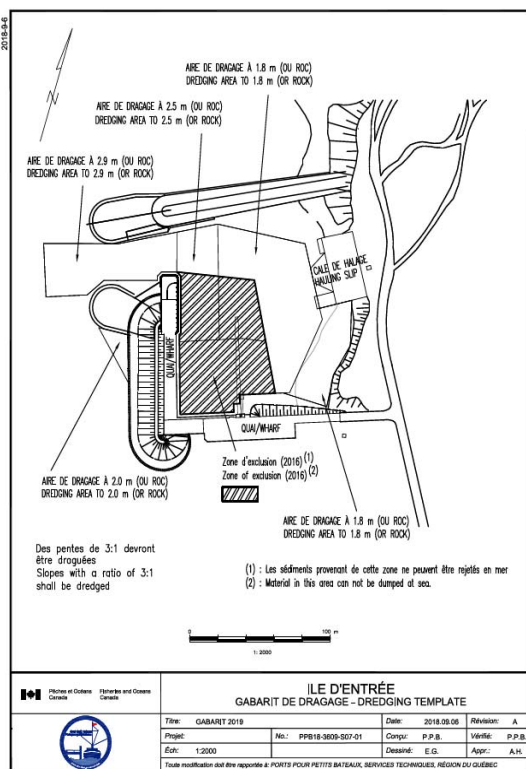 2018-9-6
N
AIRE DE DRAGAGE À 1.8 m (OU ROC)
DREDGING AREA TO 1.8 m (OR ROCK)
AIRE DE DRAGAGE À 2.5 m (OU ROC)
DREDGING AREA TO 2.5 m (OR ROCK)
AIRE DE DRAGAGE À 2.9 m (OU ROC)
DREDGING AREA TO 2.9 m (OR ROCK)
CALE DE HALAGE
HAULING SLIP
QUAI/WHARF
QUAI/WHARF
Zone d'exclusion (2016) (1)
Zone of exclusion (2016) (2)
AIRE DE DRAGAGE À 2.0 m (OU ROC)
DREDGING AREA TO 2.0 m (OR ROCK)
AIRE DE DRAGAGE À 1.8 m (OU ROC)
DREDGING AREA TO 1.8 m (OR ROCK)
Des pentes de 3:1 devront
être draguées
Slopes with a ratio of 3:1
shall be dredged
(1) : Les sédiments provenant de cette zone ne peuvent être rejetés en mer
(2) : Material in this area can not be dumped at sea.
0 100 m
1: 2000
Pêches et Océans Fisheries and Oceans
Canada Canada
ILE D'ENTRÉE
GABARIT DE DRAGAGE - DREDGING TEMPLATE
Titre: GABARIT 2019 Date: 2018.09.06 Révision: A
Projet: No.: PPB18-3609-S07-01 Conçu: P.P.B. Vérifié: P.P.B.
Éch: 1:2000 Dessiné: E.G. Appr.: A.H.
Toute modification doit être rapportée à: PORTS POUR PETITS BATEAUX, SERVICES TECHNIQUES, RÉGION DU QUÉBEC